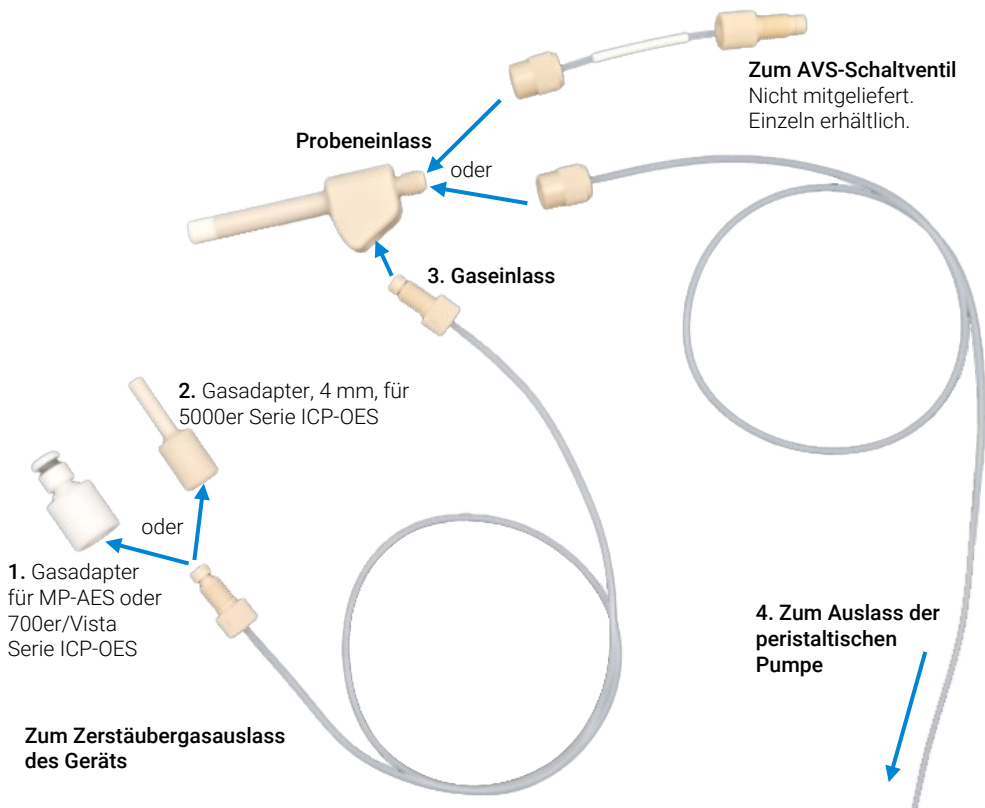 Zum AVS-Schaltventil
Nicht mitgeliefert.
Einzeln erhältlich.
Probeneinlass
oder
3. Gaseinlass
2. Gasadapter, 4 mm, für
5000er Serie ICP-OES
oder
1. Gasadapter
für MP-AES oder
700er/Vista
Serie ICP-OES
4. Zum Auslass der
peristaltischen
Pumpe
Zum Zerstäubergasauslass
des Geräts